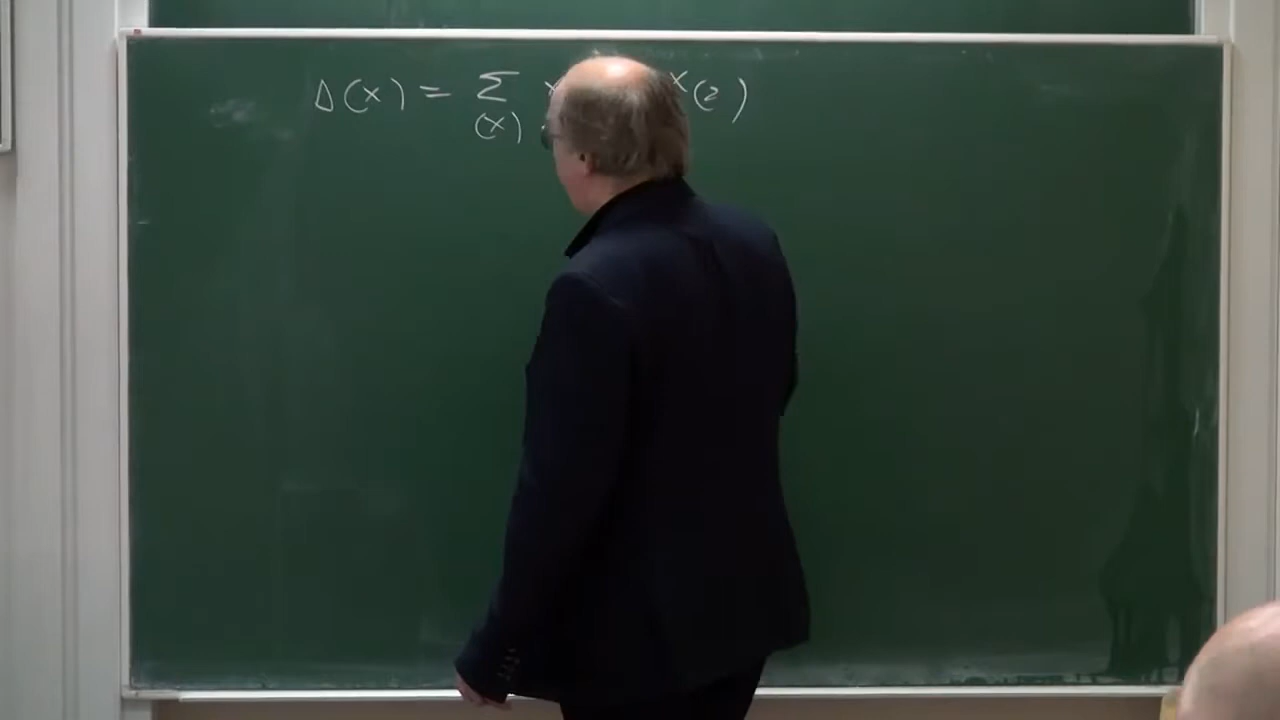 Δ(x) = Σ x x(2)
(x)